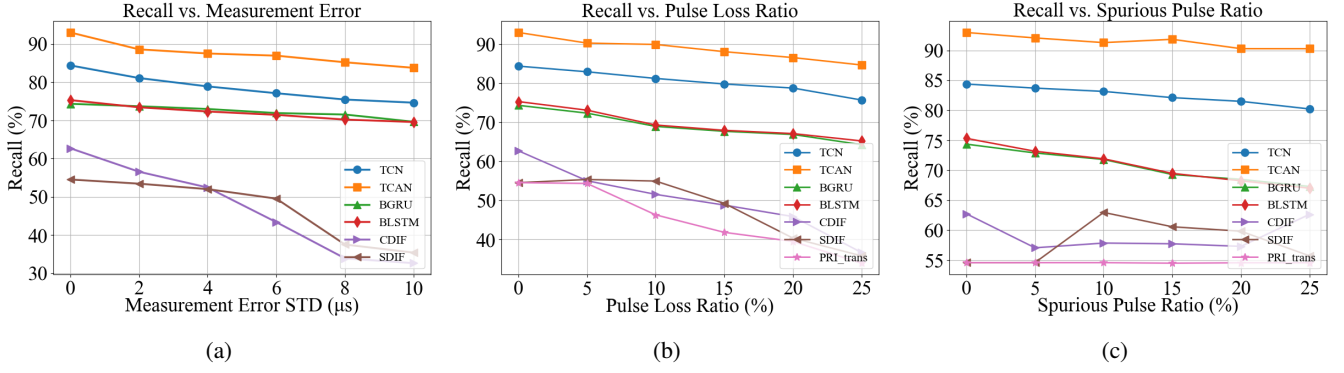 Recall vs. Measurement Error
Recall (%)
90
80
70
60
50
40
30
TCN
TCAN
BGRU
BLSTM
CDIF
SDIF
0 2 4 6 8 10
Measurement Error STD (μs)
(a)
Recall vs. Pulse Loss Ratio
Recall (%)
90
80
70
60
50
40
TCN
TCAN
BGRU
BLSTM
CDIF
SDIF
PRI_trans
0 5 10 15 20 25
Pulse Loss Ratio (%)
(b)
Recall vs. Spurious Pulse Ratio
Recall (%)
90
85
80
75
70
65
60
55
TCN
TCAN
BGRU
BLSTM
CDIF
SDIF
PRI_trans
0 5 10 15 20 25
Spurious Pulse Ratio (%)
(c)